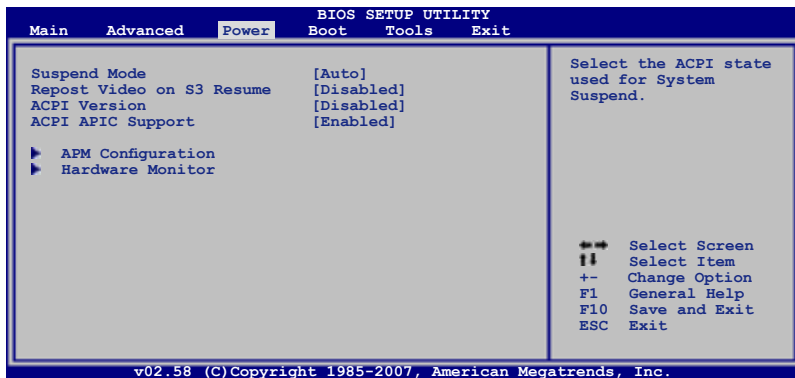 BIOS SETUP UTILITY
Main Advanced Power Boot Tools Exit
Suspend Mode [Auto]
Repost Video on S3 Resume [Disabled]
ACPI Version [Disabled]
ACPI APIC Support [Enabled]
APM Configuration
Hardware Monitor
Select the ACPI state
used for System
Suspend.
Select Screen
Select Item
+- Change Option
F1 General Help
F10 Save and Exit
ESC Exit
v02.58 (C)Copyright 1985-2007, American Megatrends, Inc.